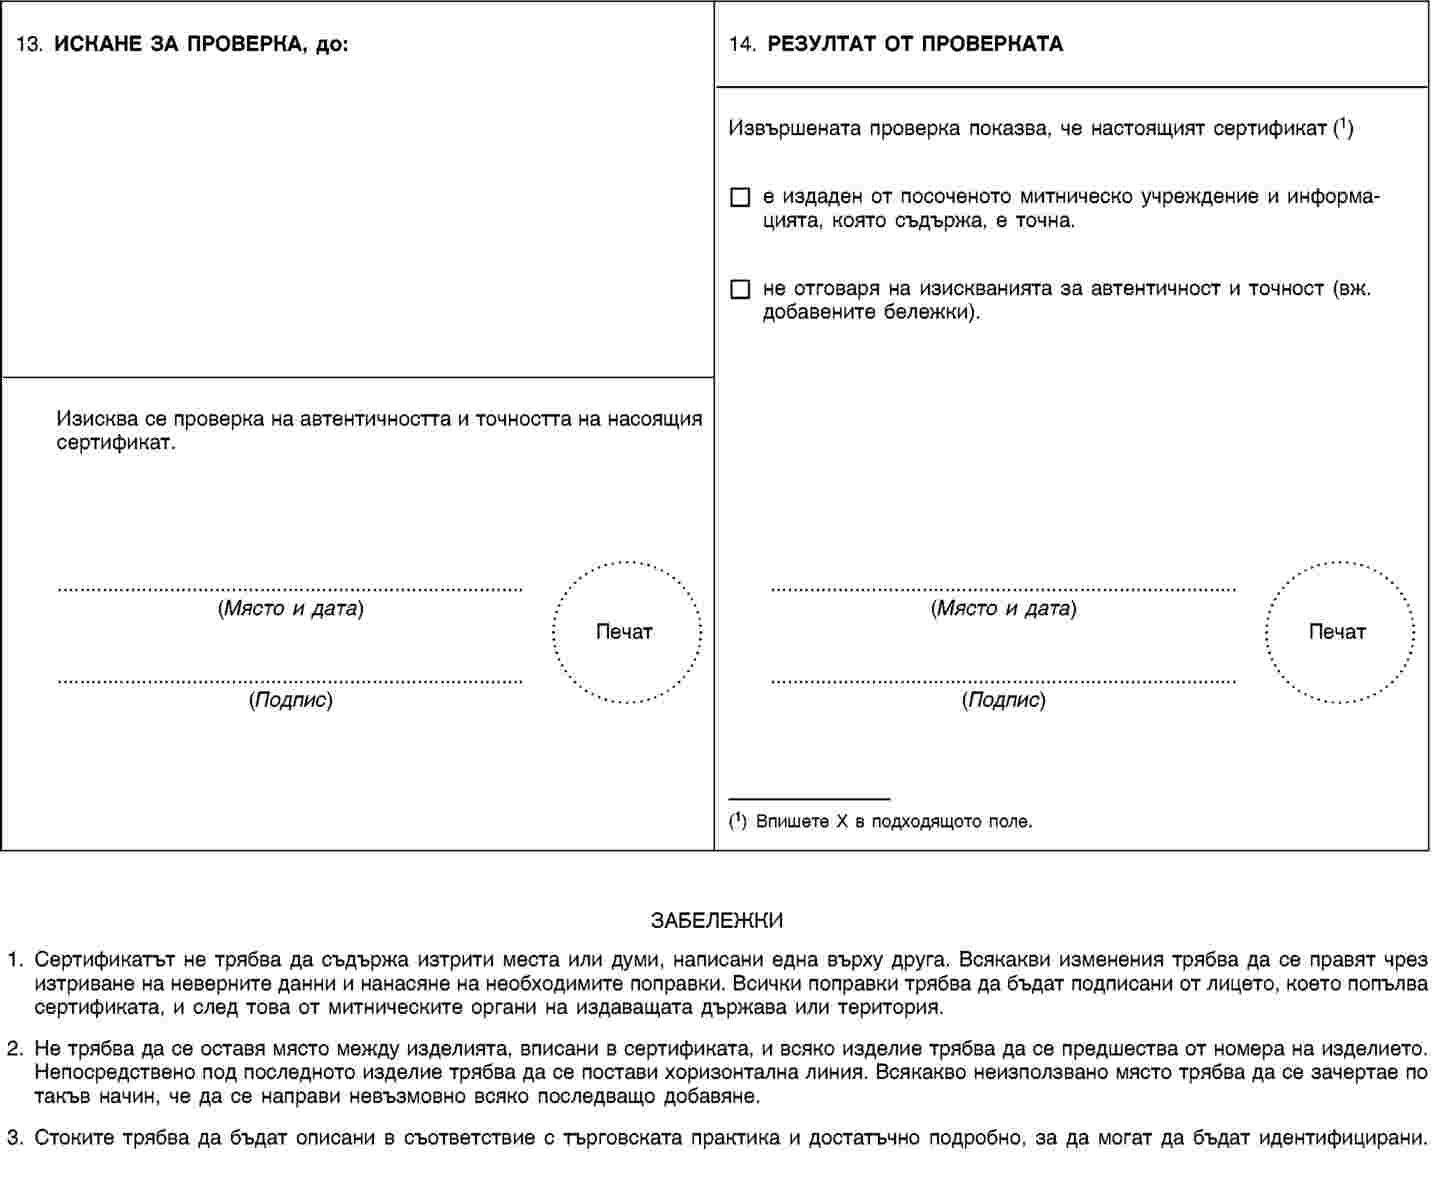 13. ИСКАНЕ ЗА ПРОВЕРКА, до:
Изисква се проверка на автентичността и точността на насоящия
сертификат.
(Място и дата)
Печат
(Подпис)
14. РЕЗУЛТАТ ОТ ПРОВЕРКАТА
Извършената проверка показва, че настоящият сертификат (¹)
е издаден от посоченото митническо учреждение и информа-
цията, която съдържа, е точна.
не отговаря на изискванията за автентичност и точност (вж.
добавените бележки).
(Място и дата)
Печат
(Подпис)
(¹) Впишете X в подходящото поле.
ЗАБЕЛЕЖКИ
1. Сертификатът не трябва да съдържа изтрити места или думи, написани една върху друга. Всякакви изменения трябва да се правят чрез
изтриване на неверните данни и нанасяне на необходимите поправки. Всички поправки трябва да бъдат подписани от лицето, което попълва
сертификата, и след това от митническите органи на издаващата държава или територия.
2. Не трябва да се оставя място между изделията, вписани в сертификата, и всяко изделие трябва да се предшества от номера на изделието.
Непосредствено под последното изделие трябва да се постави хоризонтална линия. Всякакво неизползвано място трябва да се зачертае по
такъв начин, че да се направи невъзмовно всяко последващо добавяне.
3. Стоките трябва да бъдат описани в съответствие с търговската практика и достатъчно подробно, за да могат да бъдат идентифицирани.